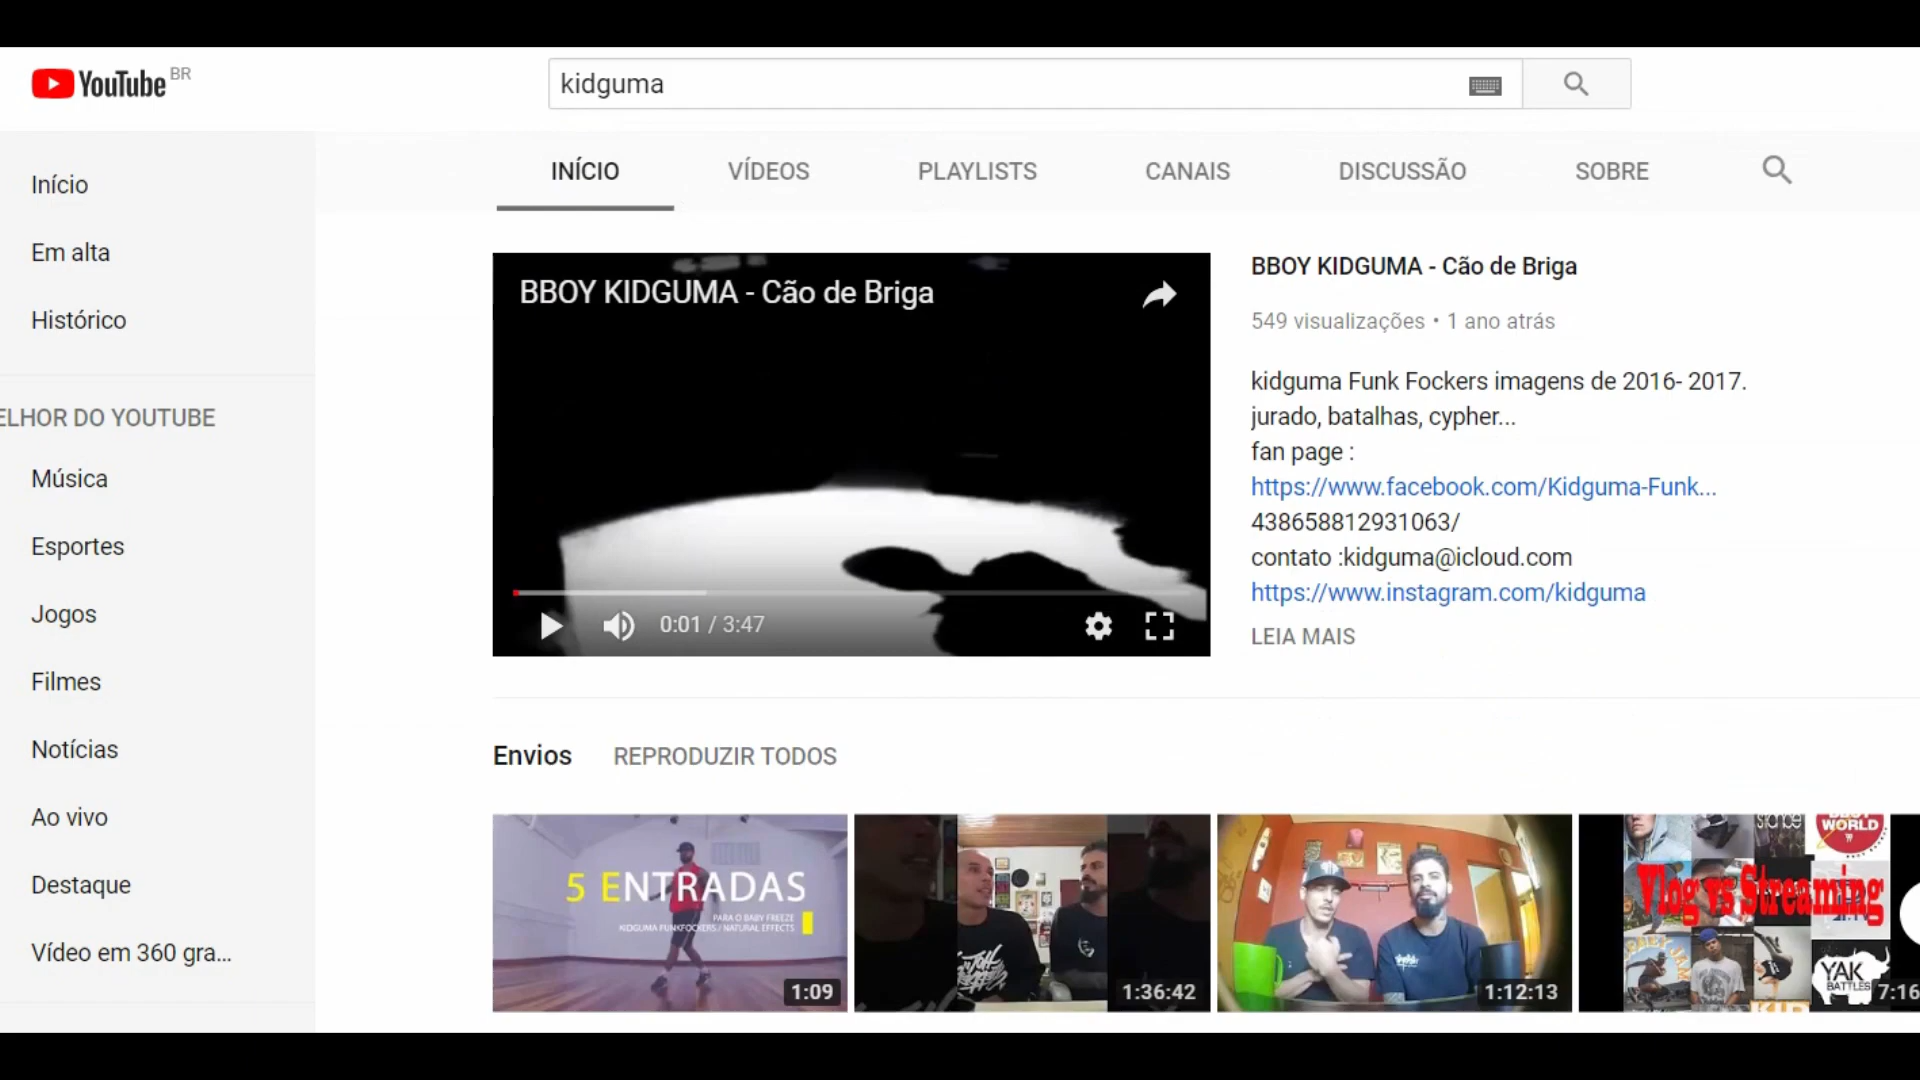 YouTube BR
kidguma
INÍCIO
VÍDEOS
PLAYLISTS
CANAIS
DISCUSSÃO
SOBRE
Início
Em alta
Histórico
ELHOR DO YOUTUBE
Música
Esportes
Jogos
Filmes
Notícias
Ao vivo
Destaque
Vídeo em 360 gra...
BBOY KIDGUMA - Cão de Briga
0:01 / 3:47
BBOY KIDGUMA - Cão de Briga
549 visualizações • 1 ano atrás
kidguma Funk Fockers imagens de 2016- 2017.
jurado, batalhas, cypher...
fan page :
https://www.facebook.com/Kidguma-Funk...
438658812931063/
contato :kidguma@icloud.com
https://www.instagram.com/kidguma
LEIA MAIS
Envios
REPRODUZIR TODOS
5 ENTRADAS
PARA O BABY FREEZE
KIDGUMA FUNKFOCKERS / NATURAL EFFECTS
1:09
1:36:42
1:12:13
WORLD
Vlog vs Streaming
YAK
BATTLES
7:16